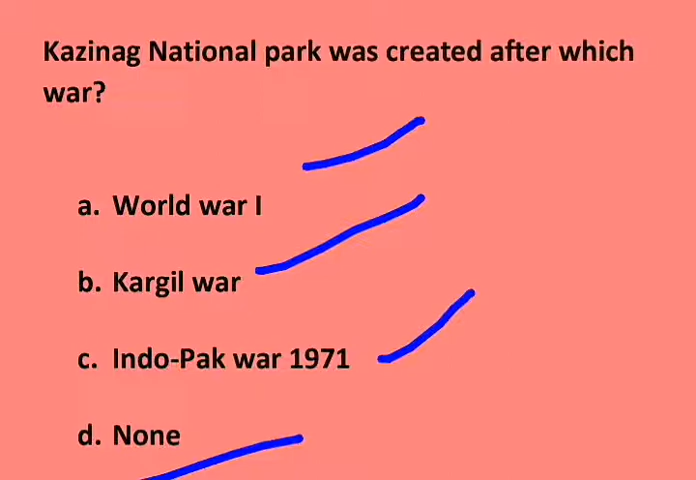 Kazinag National park was created after which
war?
a. World war I
b. Kargil war
c. Indo-Pak war 1971
d. None